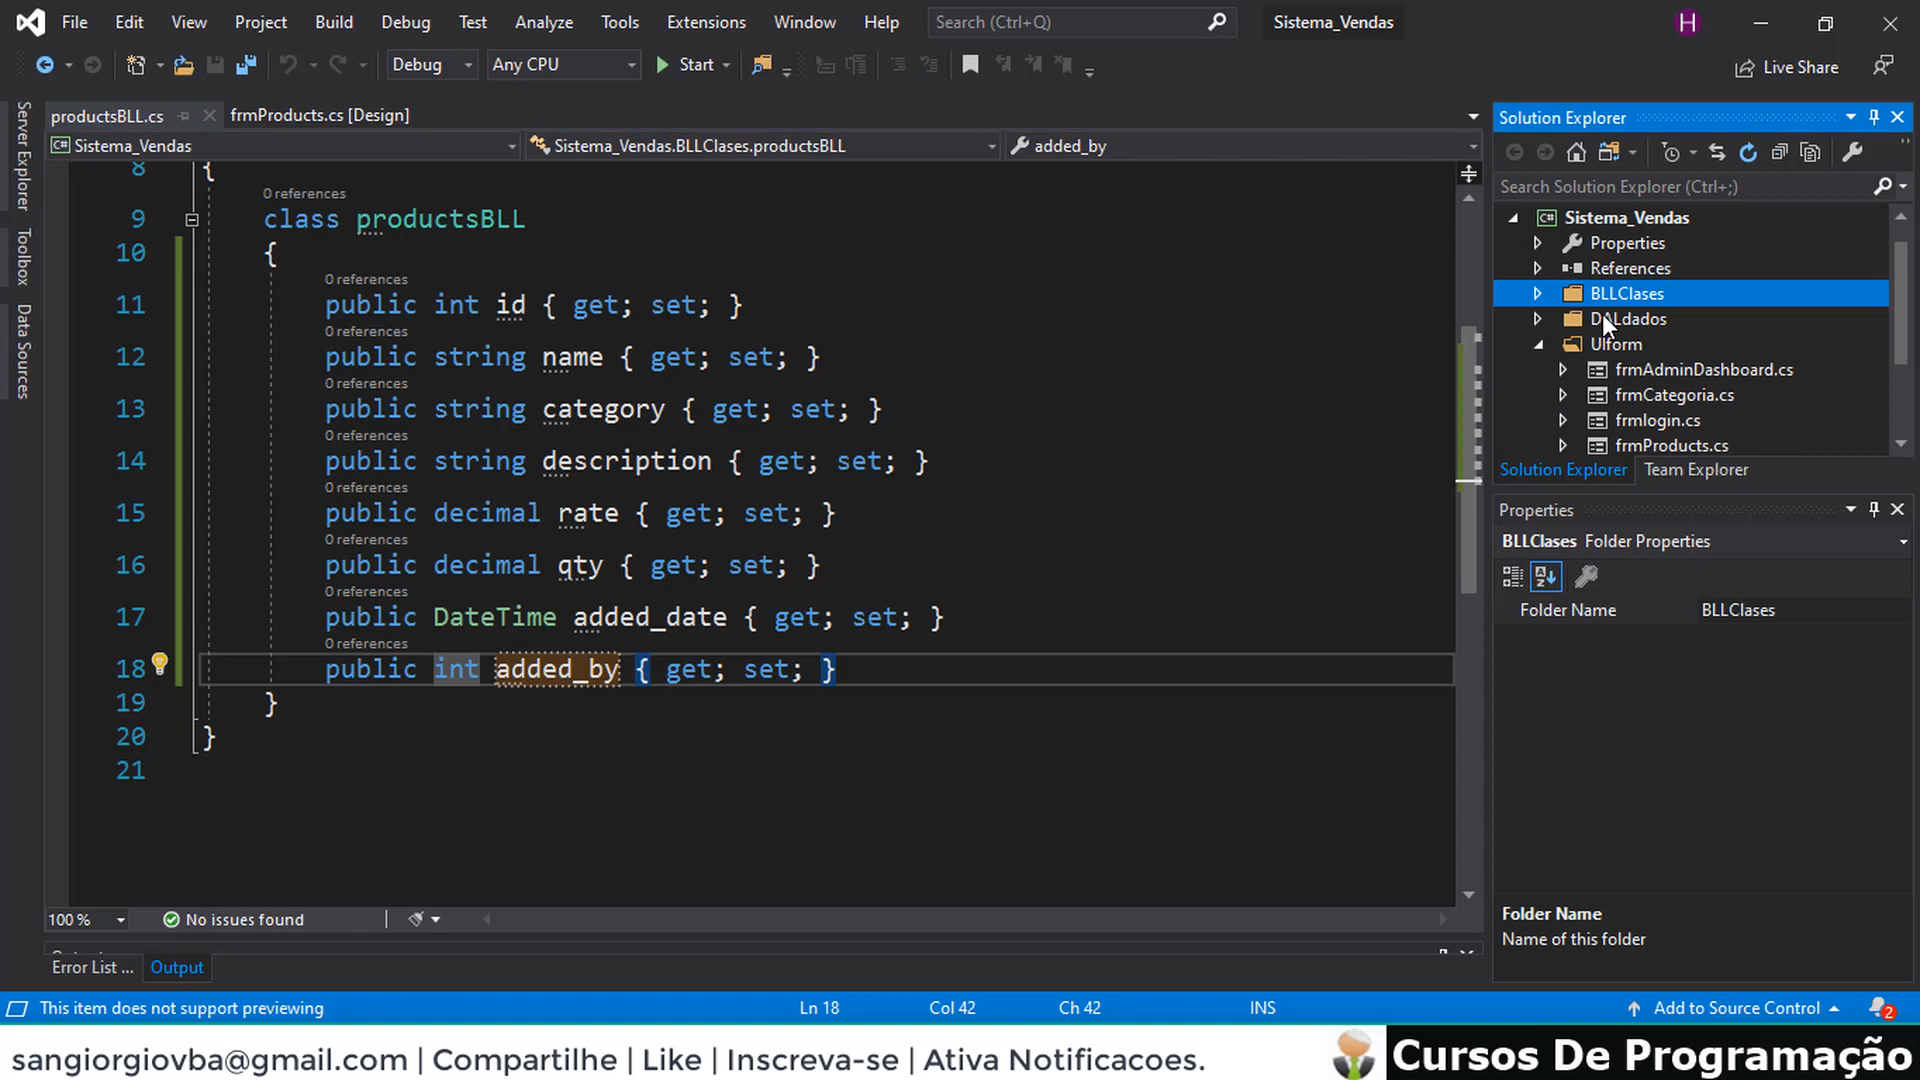 File Edit View Project Build Debug Test Analyze Tools Extensions Window Help Search (Ctrl+Q) Sistema_Vendas H
Debug Any CPU Start Live Share
Server Explorer
Toolbox
Data Sources
productsBLL.cs frmProducts.cs [Design]
Sistema_Vendas Sistema_Vendas.BLLClases.productsBLL added_by
8 {
0 references
9 class productsBLL
10 {
0 references
11 public int id { get; set; }
0 references
12 public string name { get; set; }
0 references
13 public string category { get; set; }
0 references
14 public string description { get; set; }
0 references
15 public decimal rate { get; set; }
0 references
16 public decimal qty { get; set; }
0 references
17 public DateTime added_date { get; set; }
0 references
18 public int added_by { get; set; }
19 }
20 }
21
100 % No issues found
Error List ... Output
Solution Explorer
Search Solution Explorer (Ctrl+;)
C# Sistema_Vendas
Properties
References
BLLClases
DALdados
UIform
frmAdminDashboard.cs
frmCategoria.cs
frmlogin.cs
frmProducts.cs
Solution Explorer Team Explorer
Properties
BLLClases Folder Properties
Folder Name BLLClases
Folder Name
Name of this folder
This item does not support previewing Ln 18 Col 42 Ch 42 INS Add to Source Control 2
sangiorgiovba@gmail.com | Compartilhe | Like | Inscreva-se | Ativa Notificacoes. Cursos De Programação